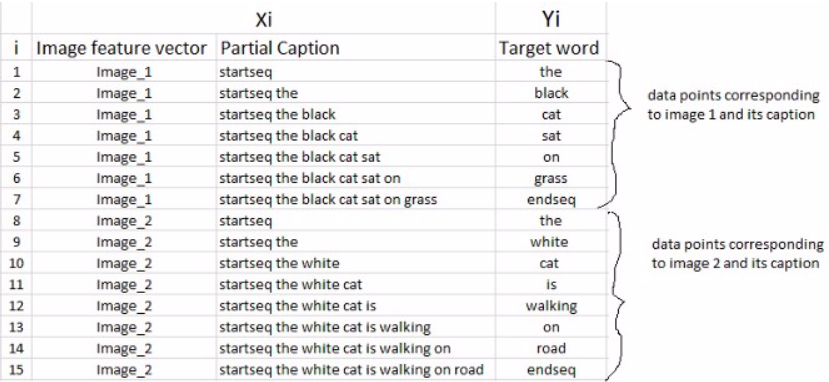 Xi Yi
i Image feature vector Partial Caption Target word
1 Image_1 startseq the
2 Image_1 startseq the black
3 Image_1 startseq the black cat
4 Image_1 startseq the black cat sat
5 Image_1 startseq the black cat sat on
6 Image_1 startseq the black cat sat on grass
7 Image_1 startseq the black cat sat on grass endseq
data points corresponding
to image 1 and its caption
8 Image_2 startseq the
9 Image_2 startseq the white
10 Image_2 startseq the white cat
11 Image_2 startseq the white cat is
12 Image_2 startseq the white cat is walking
13 Image_2 startseq the white cat is walking on
14 Image_2 startseq the white cat is walking on road
15 Image_2 startseq the white cat is walking on road endseq
data points corresponding
to image 2 and its caption